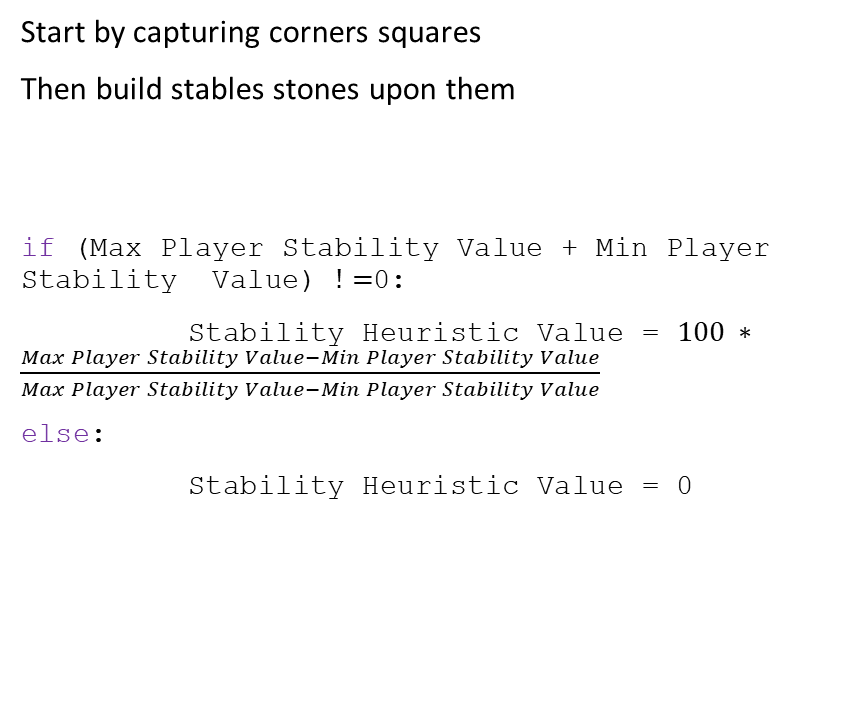 Start by capturing corners squares
Then build stables stones upon them
if (Max Player Stability Value + Min Player
Stability  Value) !=0:
Stability Heuristic Value = 100 *
Max Player Stability Value−Min Player Stability Value
Max Player Stability Value−Min Player Stability Value
else:
Stability Heuristic Value = 0